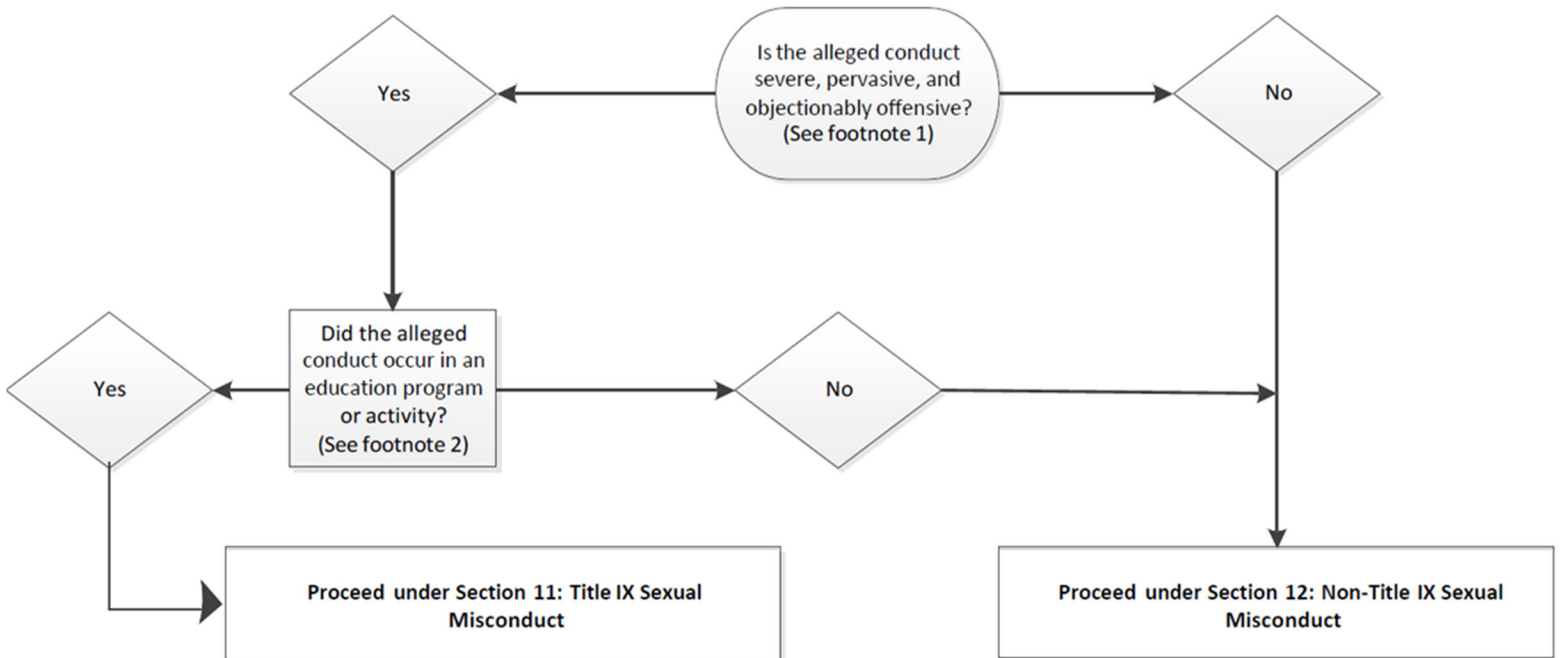 Yes
Is the alleged conduct
severe, pervasive, and
objectionably offensive?
(See footnote 1)
No
Yes
Did the alleged
conduct occur in an
education program
or activity?
(See footnote 2)
No
Proceed under Section 11: Title IX Sexual
Misconduct
Proceed under Section 12: Non-Title IX Sexual
Misconduct